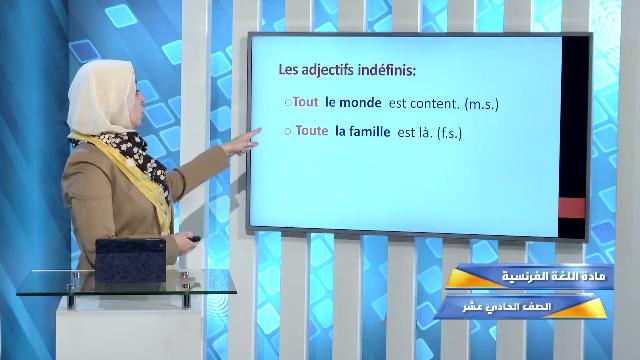 Les adjectifs indéfinis:
○Tout le monde est content. (m.s.)
○ Toute la famille est là. (f.s.)
مادة اللغة الفرنسية
الصف الحادي عشر